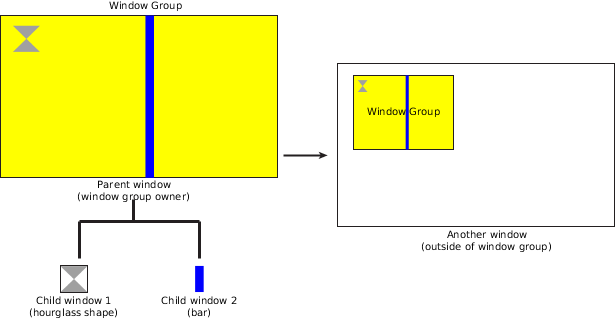 Window Group
Window Group
Parent window
(window group owner)
Another window
(outside of window group)
Child window 1
(hourglass shape)
Child window 2
(bar)